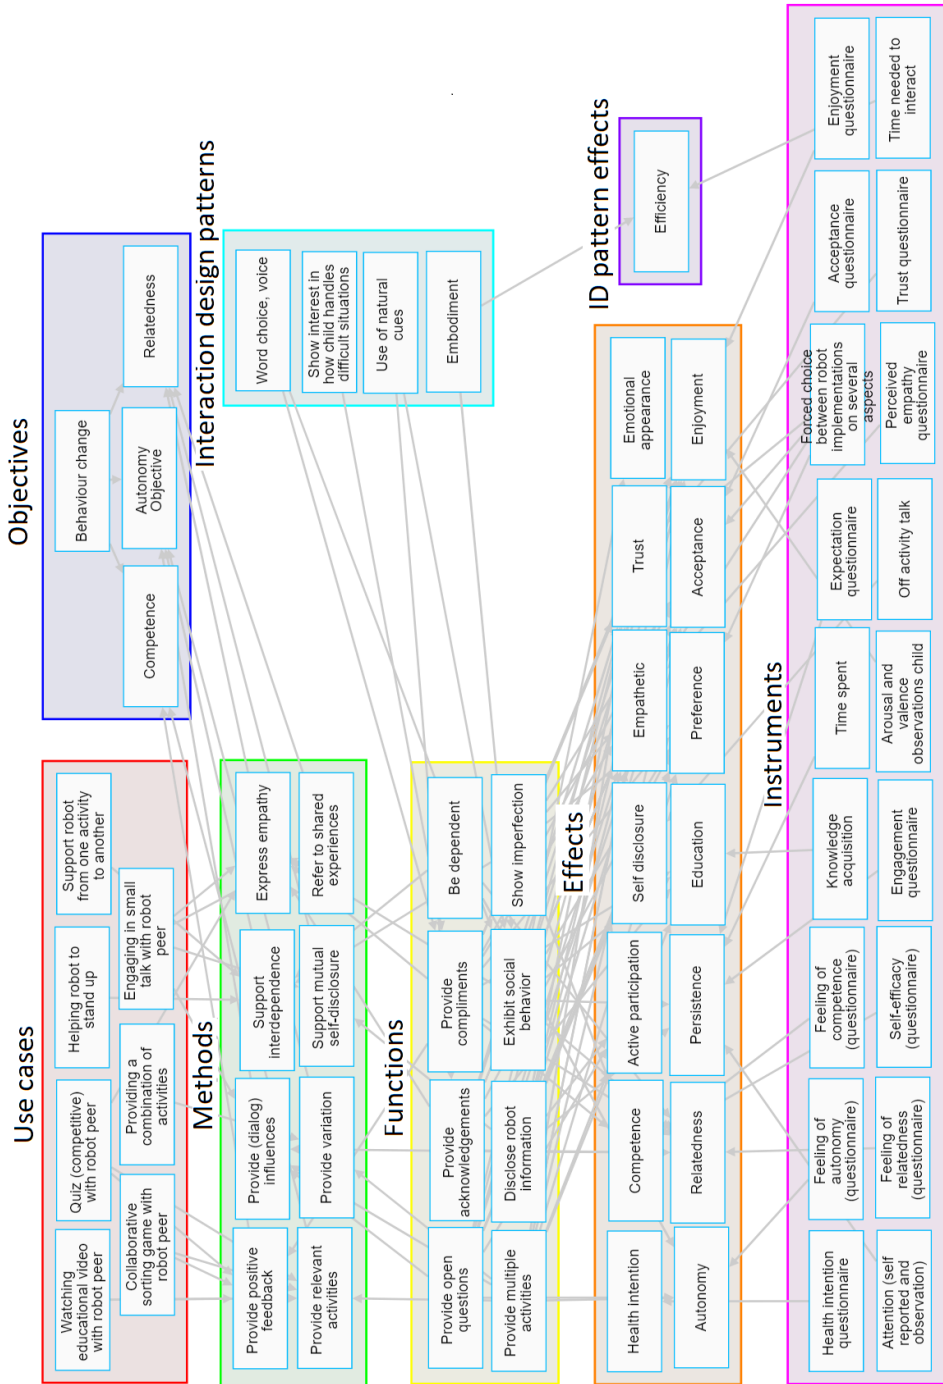 Use cases
Watching
educational video
with robot peer
Quiz (competitive)
with robot peer
Helping robot to
stand up
Support robot
from one activity
to another
Collaborative
sorting game with
robot peer
Providing a
combination of
activities
Engaging in small
talk with robot
peer
Objectives
Behaviour change
Competence
Autonomy
Objective
Relatedness
Methods
Provide positive
feedback
Provide (dialog)
influences
Support
interdependence
Express empathy
Provide relevant
activities
Provide variation
Support mutual
self-disclosure
Refer to shared
experiences
Interaction design patterns
Word choice, voice
Show interest in
how child handles
difficult situations
Use of natural
cues
Embodiment
Functions
Provide open
questions
Provide
acknowledgements
Provide
compliments
Be dependent
Provide multiple
activities
Disclose robot
information
Exhibit social
behavior
Show imperfection
Effects
Health intention
Competence
Active participation
Self disclosure
Empathetic
Trust
Emotional
appearance
Autonomy
Relatedness
Persistence
Education
Preference
Acceptance
Enjoyment
ID pattern effects
Efficiency
Instruments
Health intention
questionnaire
Feeling of
autonomy
(questionnaire)
Feeling of
competence
(questionnaire)
Knowledge
acquisition
Time spent
Expectation
questionnaire
Forced choice
between robot
implementations
on several
aspects
Acceptance
questionnaire
Enjoyment
questionnaire
Attention (self
reported and
observation)
Feeling of
relatedness
(questionnaire)
Self-efficacy
(questionnaire)
Engagement
questionnaire
Arousal and
valence
observations child
Off activity talk
Perceived
empathy
questionnaire
Trust questionnaire
Time needed to
interact